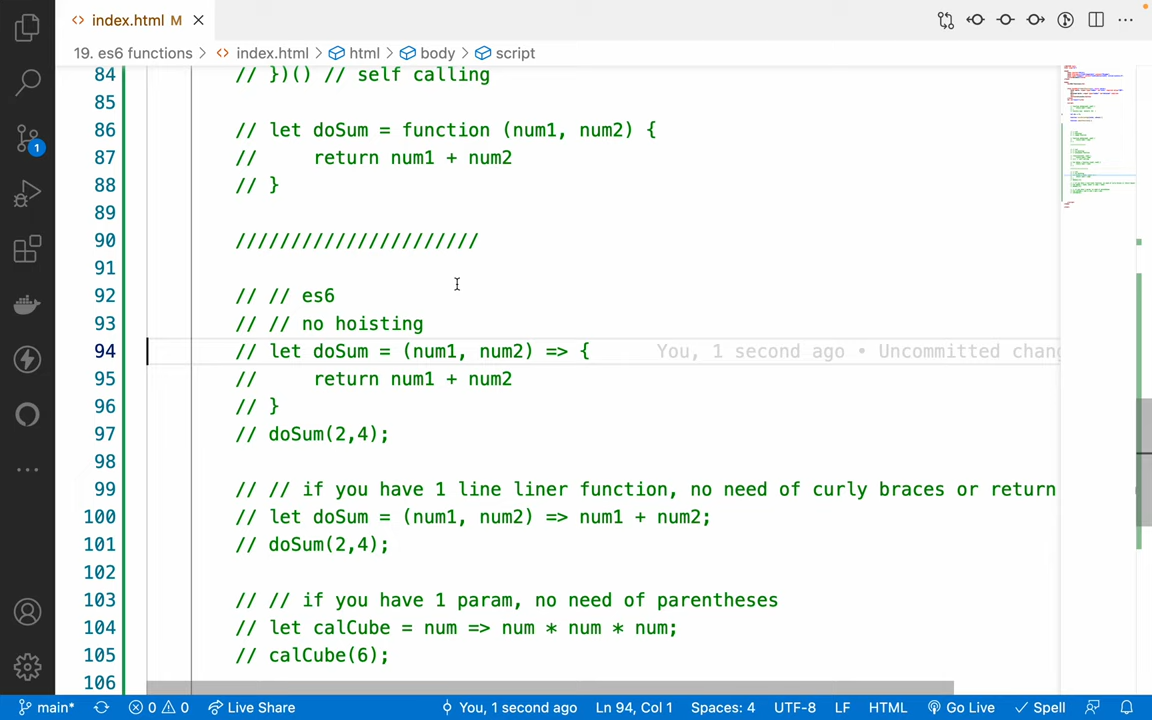 index.html M
19. es6 functions > index.html > html > body > script
84 // })() // self calling
85
86 // let doSum = function (num1, num2) {
87 //     return num1 + num2
88 // }
89
90 //////////////////////
91
92 // // es6
93 // // no hoisting
94 // let doSum = (num1, num2) => { You, 1 second ago • Uncommitted chang
95 //     return num1 + num2
96 // }
97 // doSum(2,4);
98
99 // // if you have 1 line liner function, no need of curly braces or return
100 // let doSum = (num1, num2) => num1 + num2;
101 // doSum(2,4);
102
103 // // if you have 1 param, no need of parentheses
104 // let calCube = num => num * num * num;
105 // calCube(6);
106
1
main* 0 0 Live Share You, 1 second ago Ln 94, Col 1 Spaces: 4 UTF-8 LF HTML Go Live Spell